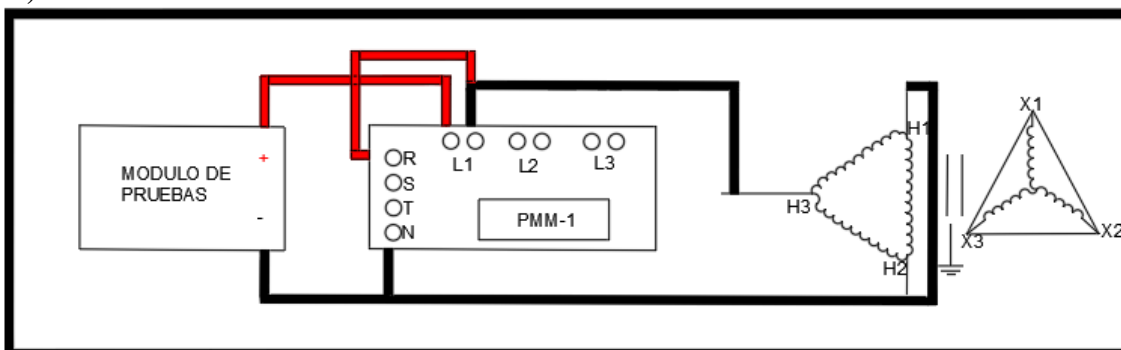 MODULO DE
PRUEBAS
+
-
R
S
T
N
L1
L2
L3
PMM-1
H1
H3
H2
X1
X3
X2